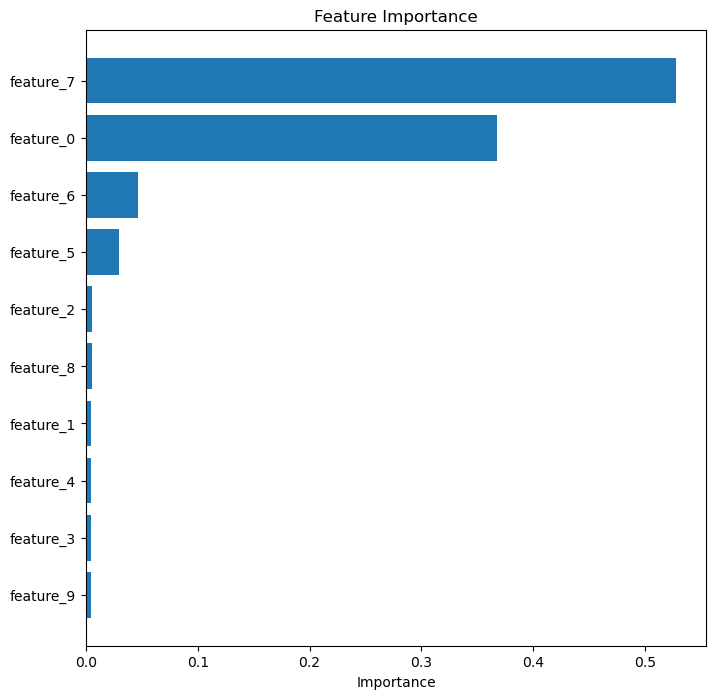 Feature Importance
feature_7
feature_0
feature_6
feature_5
feature_2
feature_8
feature_1
feature_4
feature_3
feature_9
0.0 0.1 0.2 0.3 0.4 0.5
Importance